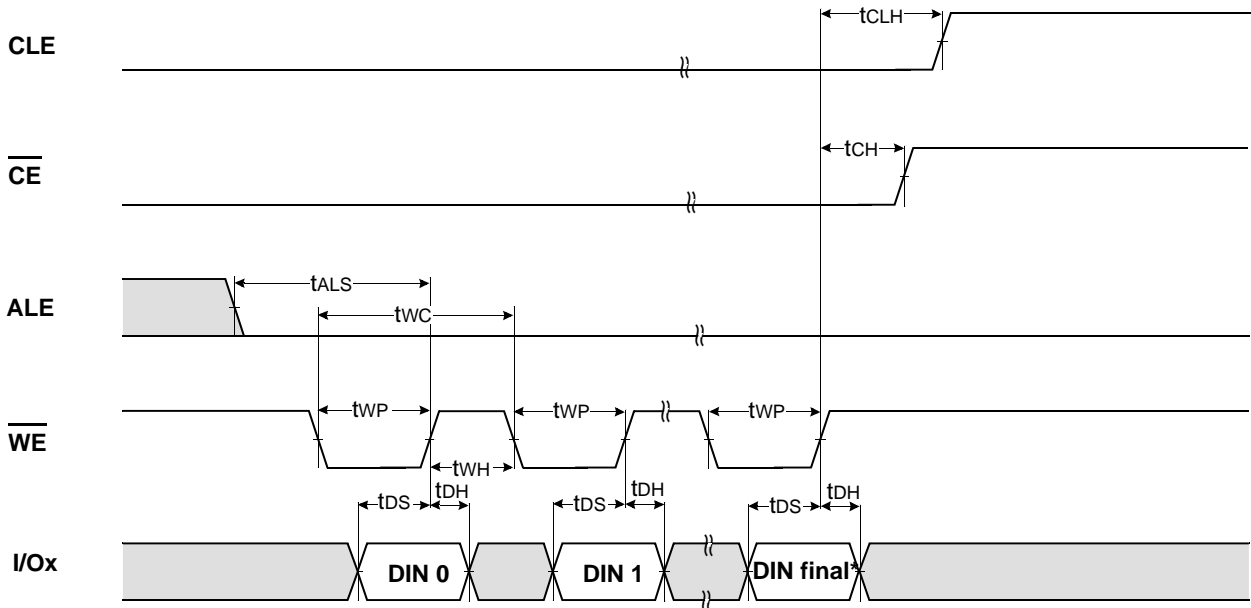 CLE
tCLH
CE
tCH
ALE
tALS
tWC
WE
tWP
tWP
tWP
tWH
I/Ox
tDS
tDH
tDS
tDH
tDS
tDH
DIN 0
DIN 1
DIN final*